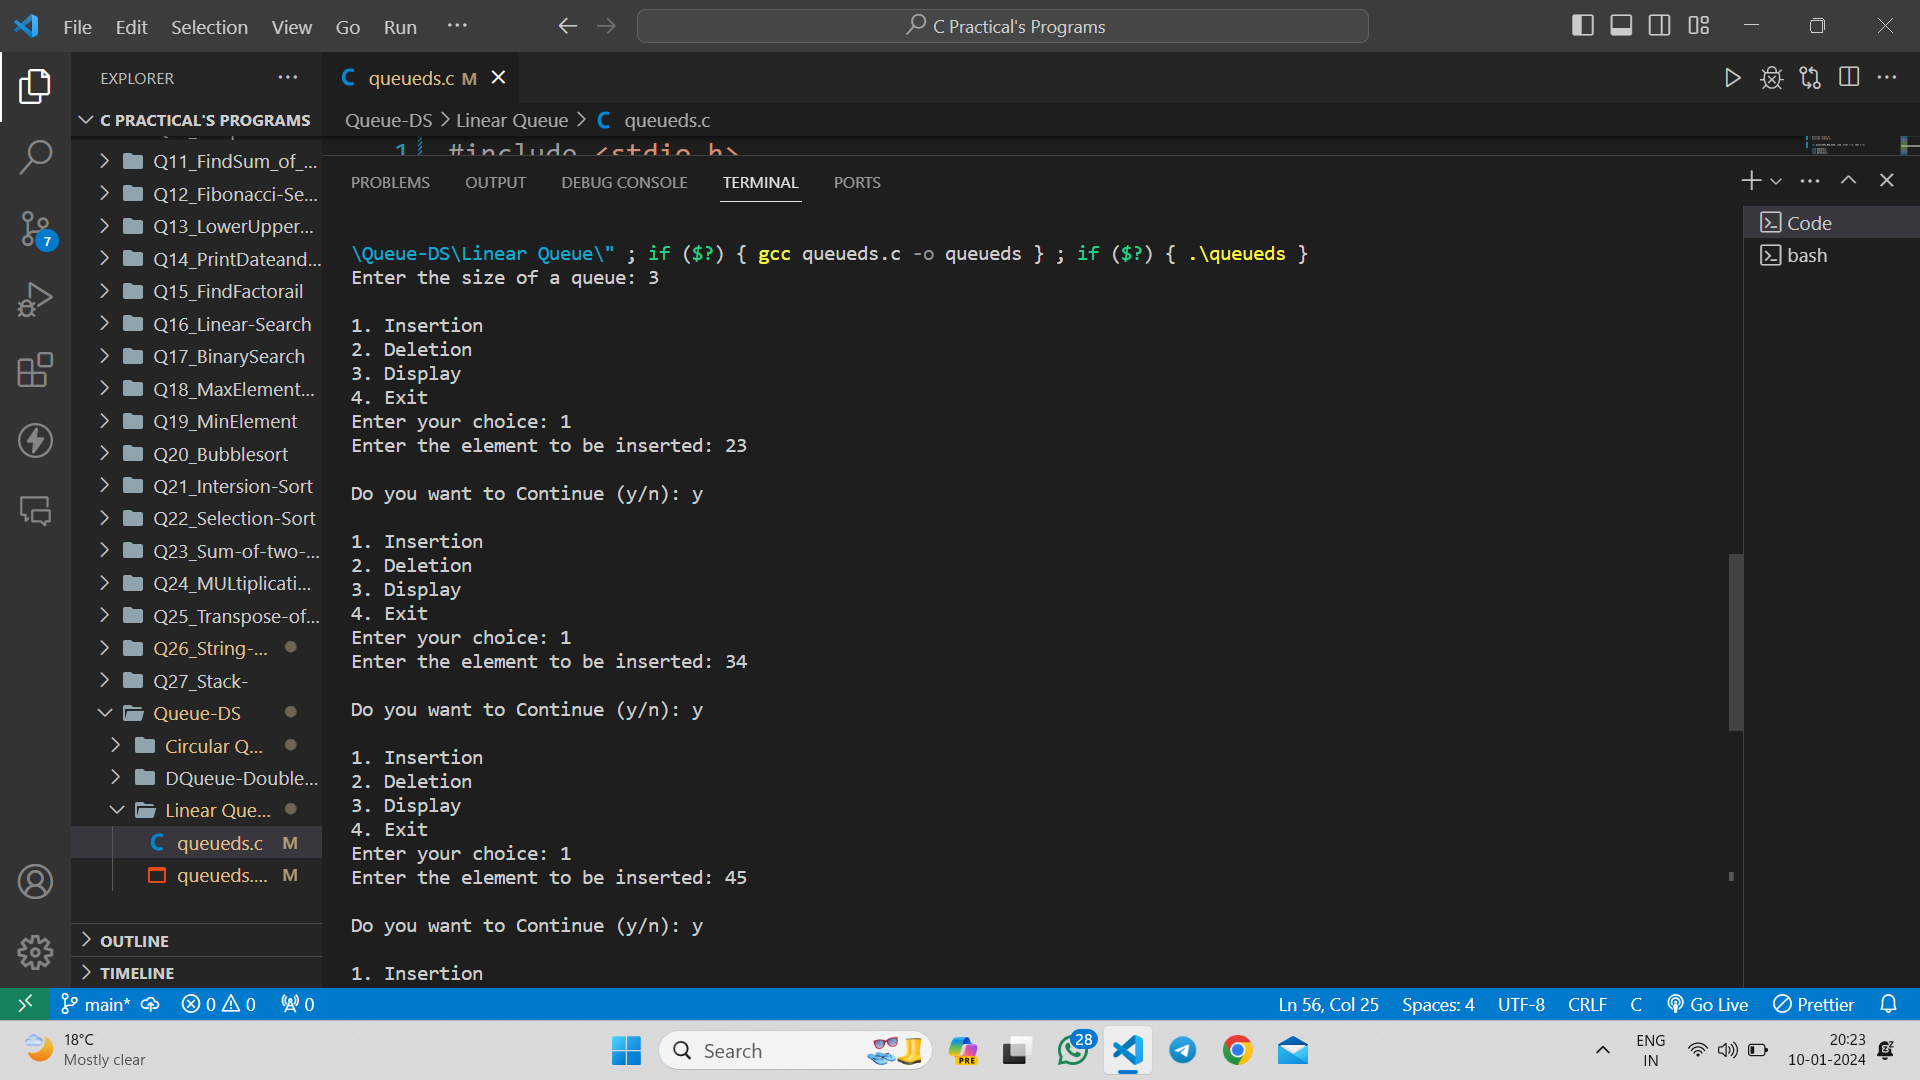 File Edit Selection View Go Run ···
C Practical's Programs
EXPLORER
C PRACTICAL'S PROGRAMS
Q11_FindSum_of_...
Q12_Fibonacci-Se...
Q13_LowerUpper...
Q14_PrintDateand...
Q15_FindFactorail
Q16_Linear-Search
Q17_BinarySearch
Q18_MaxElement...
Q19_MinElement
Q20_Bubblesort
Q21_Intersion-Sort
Q22_Selection-Sort
Q23_Sum-of-two-...
Q24_MULtiplicati...
Q25_Transpose-of...
Q26_String-...
Q27_Stack-
Queue-DS
Circular Q...
DQueue-Double...
Linear Que...
C queueds.c M
queueds.... M
OUTLINE
TIMELINE
7
C queueds.c M
Queue-DS > Linear Queue > C queueds.c
1 #include <stdio.h>
PROBLEMS OUTPUT DEBUG CONSOLE TERMINAL PORTS
Code
bash
\Queue-DS\Linear Queue\" ; if ($?) { gcc queueds.c -o queueds } ; if ($?) { .\queueds }
Enter the size of a queue: 3
1. Insertion
2. Deletion
3. Display
4. Exit
Enter your choice: 1
Enter the element to be inserted: 23
Do you want to Continue (y/n): y
1. Insertion
2. Deletion
3. Display
4. Exit
Enter your choice: 1
Enter the element to be inserted: 34
Do you want to Continue (y/n): y
1. Insertion
2. Deletion
3. Display
4. Exit
Enter your choice: 1
Enter the element to be inserted: 45
Do you want to Continue (y/n): y
1. Insertion
main* 0 0 0
Ln 56, Col 25 Spaces: 4 UTF-8 CRLF C Go Live Prettier
18°C
Mostly clear
Search
PRE
28
ENG
IN
20:23
10-01-2024